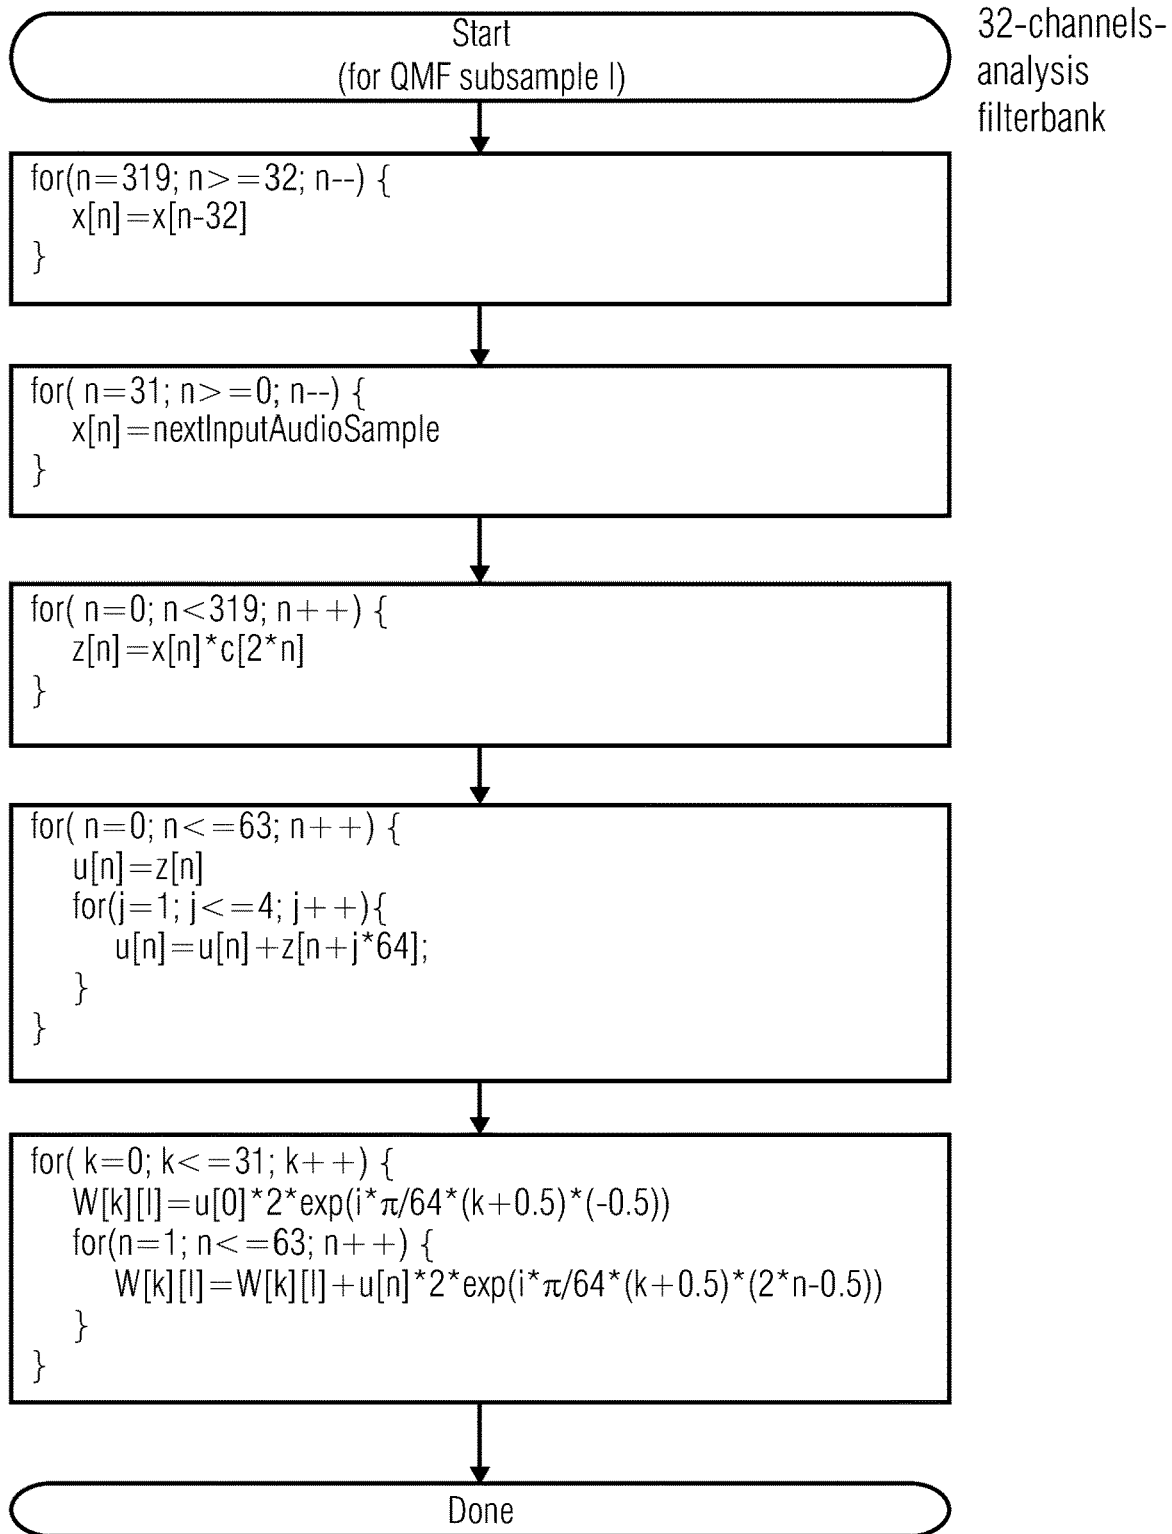 Start
(for QMF subsample l)
32-channels-
analysis
filterbank
for(n=319; n>=32; n--) {
x[n]=x[n-32]
}
for( n=31; n>=0; n--) {
x[n]=nextInputAudioSample
}
for( n=0; n<319; n++) {
z[n]=x[n]*c[2*n]
}
for( n=0; n<=63; n++) {
u[n]=z[n]
for(j=1; j<=4; j++){
u[n]=u[n]+z[n+j*64];
}
}
for( k=0; k<=31; k++) {
W[k][l]=u[0]*2*exp(i*π/64*(k+0.5)*(-0.5))
for(n=1; n<=63; n++) {
W[k][l]=W[k][l]+u[n]*2*exp(i*π/64*(k+0.5)*(2*n-0.5))
}
}
Done